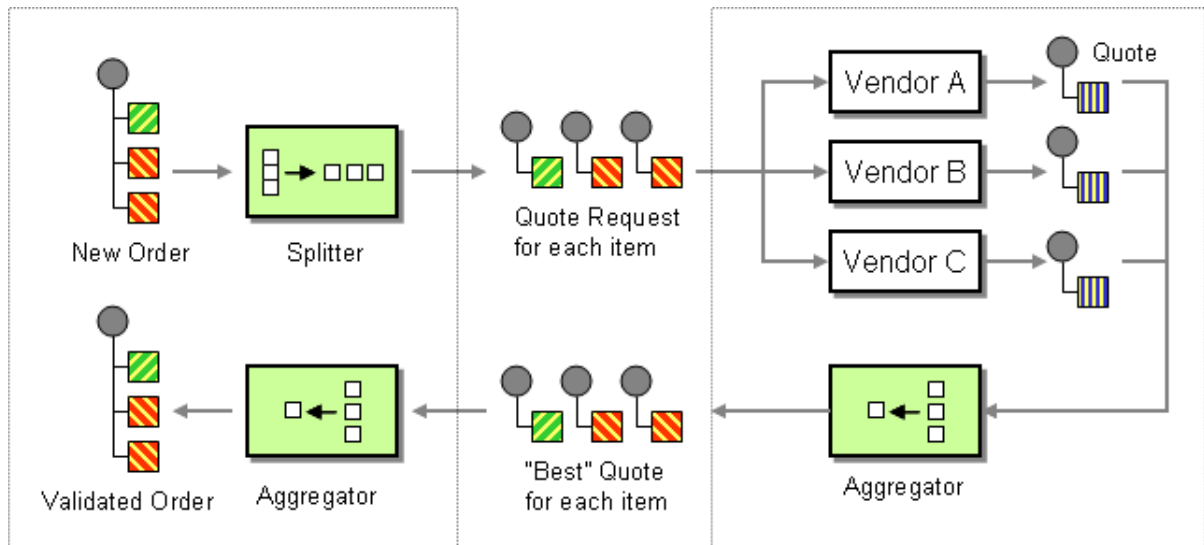 Quote
Vendor A
Vendor B
Vendor C
New Order
Splitter
Quote Request
for each item
Validated Order
Aggregator
"Best" Quote
for each item
Aggregator